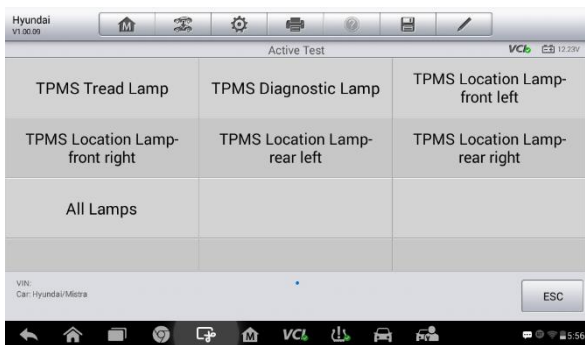 Hyundai
V1.00.09
Active Test
VCI 12.23V
TPMS Tread Lamp
TPMS Diagnostic Lamp
TPMS Location Lamp-
front left
TPMS Location Lamp-
front right
TPMS Location Lamp-
rear left
TPMS Location Lamp-
rear right
All Lamps
VIN:
Car: Hyundai/Mistra
ESC
VCI
5:56